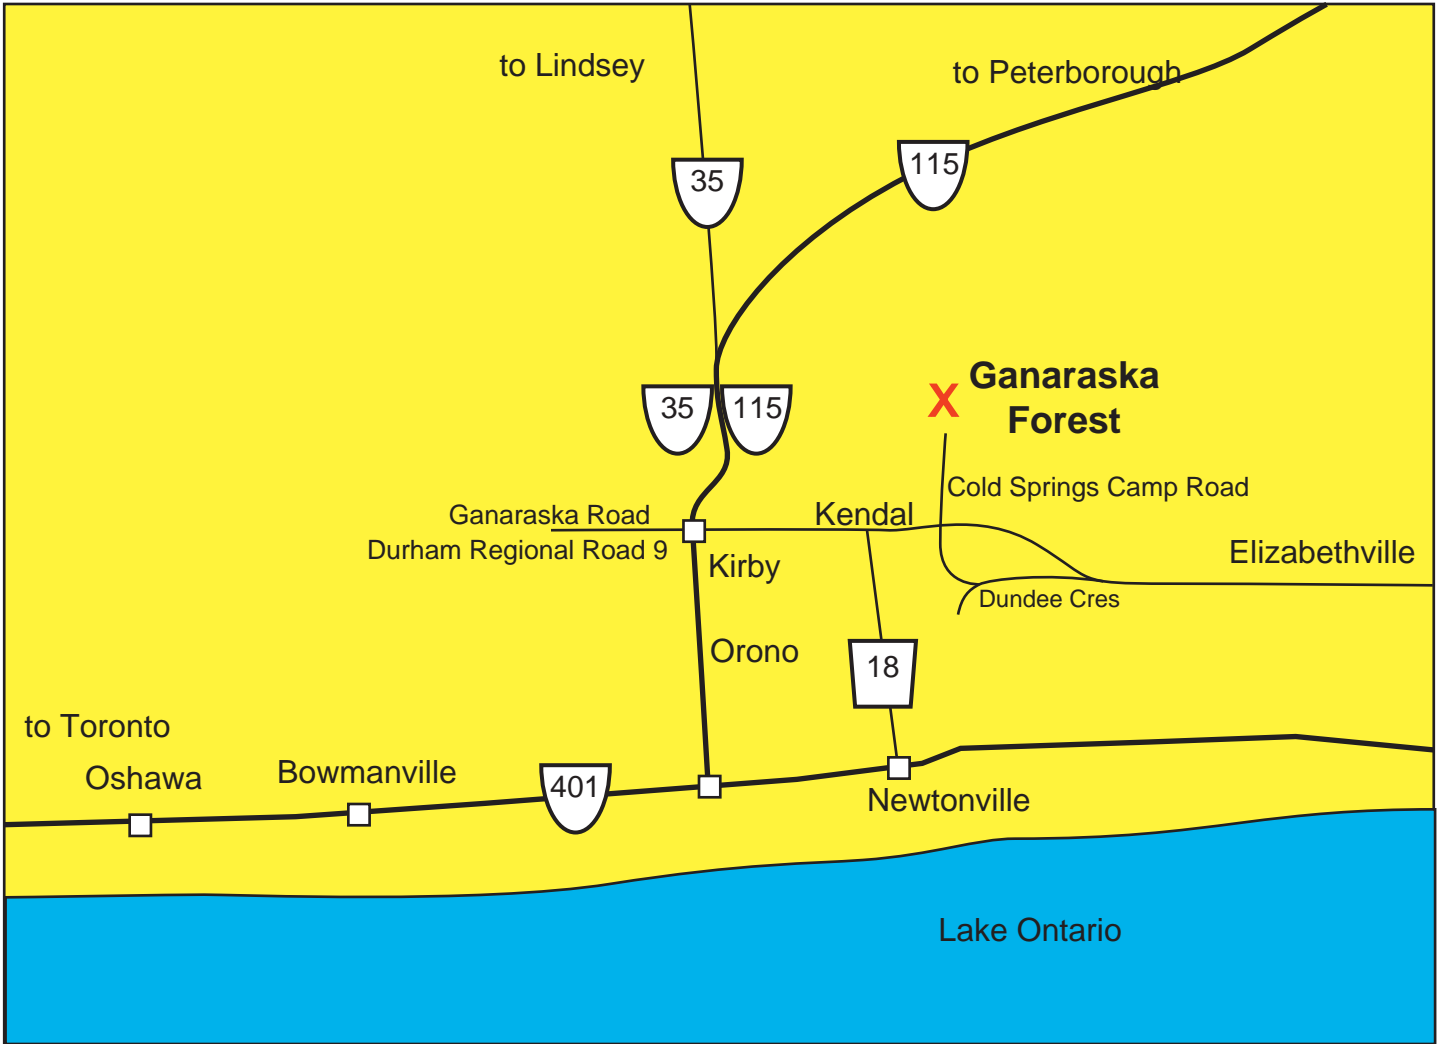 to Lindsey
to Peterborough
115
35
Ganaraska
Forest
35
115
Cold Springs Camp Road
Ganaraska Road
Kendal
Durham Regional Road 9
Kirby
Elizabethville
Dundee Cres
Orono
18
to Toronto
Oshawa
Bowmanville
401
Newtonville
Lake Ontario
X